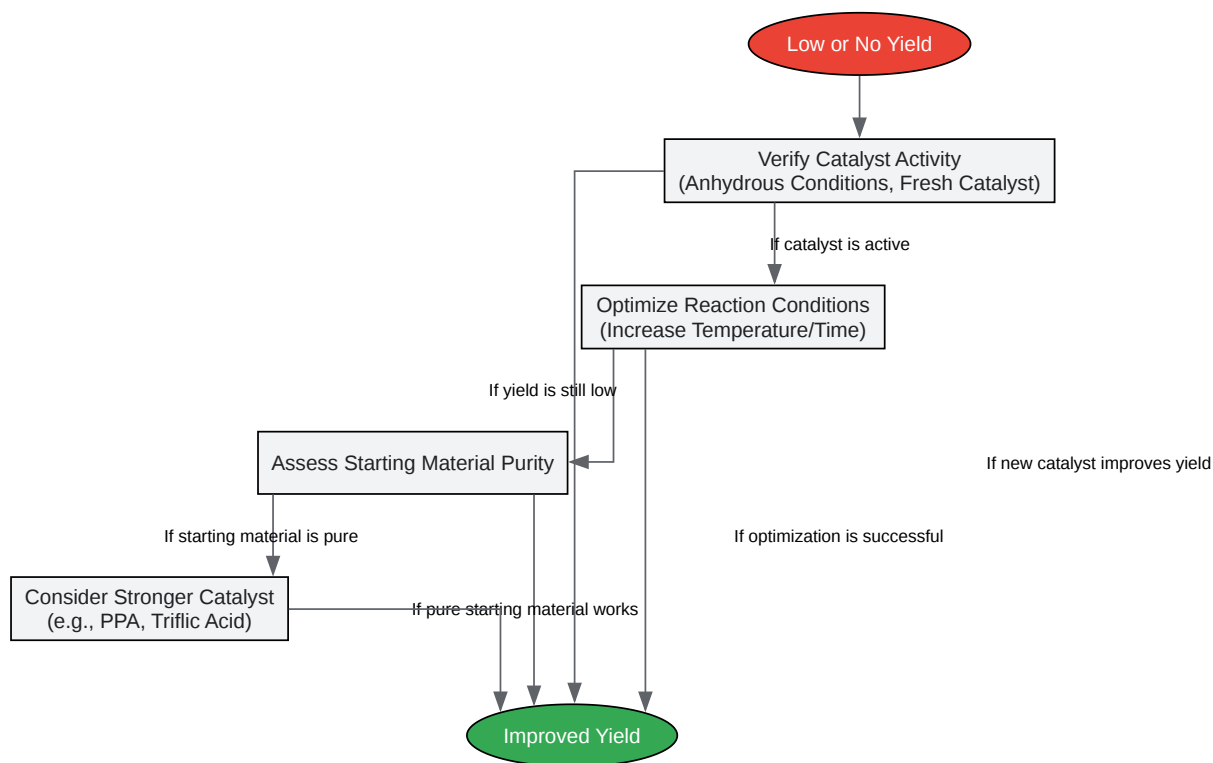 Low or No Yield
Verify Catalyst Activity
(Anhydrous Conditions, Fresh Catalyst)
If catalyst is active
Optimize Reaction Conditions
(Increase Temperature/Time)
If yield is still low
Assess Starting Material Purity
If new catalyst improves yield
If starting material is pure
If optimization is successful
Consider Stronger Catalyst
(e.g., PPA, Triflic Acid)
If pure starting material works
Improved Yield